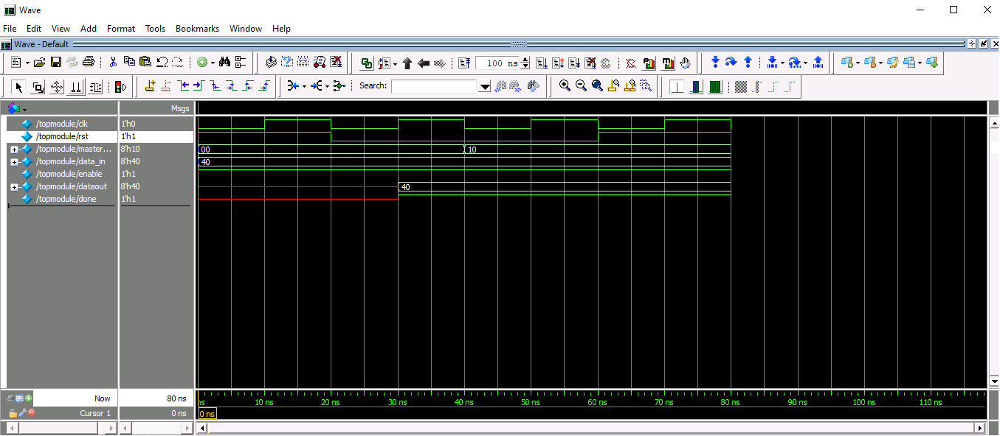 Wave
File Edit View Add Format Tools Bookmarks Window Help
Wave - Default
100 ns
Search:
Msgs
/topmodule/clk 1'h0
/topmodule/rst 1'h1
/topmodule/master... 8'h10 00 10
/topmodule/data_in 8'h40 40
/topmodule/enable 1'h1
/topmodule/dataout 8'h40 40
/topmodule/done 1'h1
Now 80 ns ns 10 ns 20 ns 30 ns 40 ns 50 ns 60 ns 70 ns 80 ns 90 ns 100 ns 110 ns
Cursor 1 0 ns 0 ns